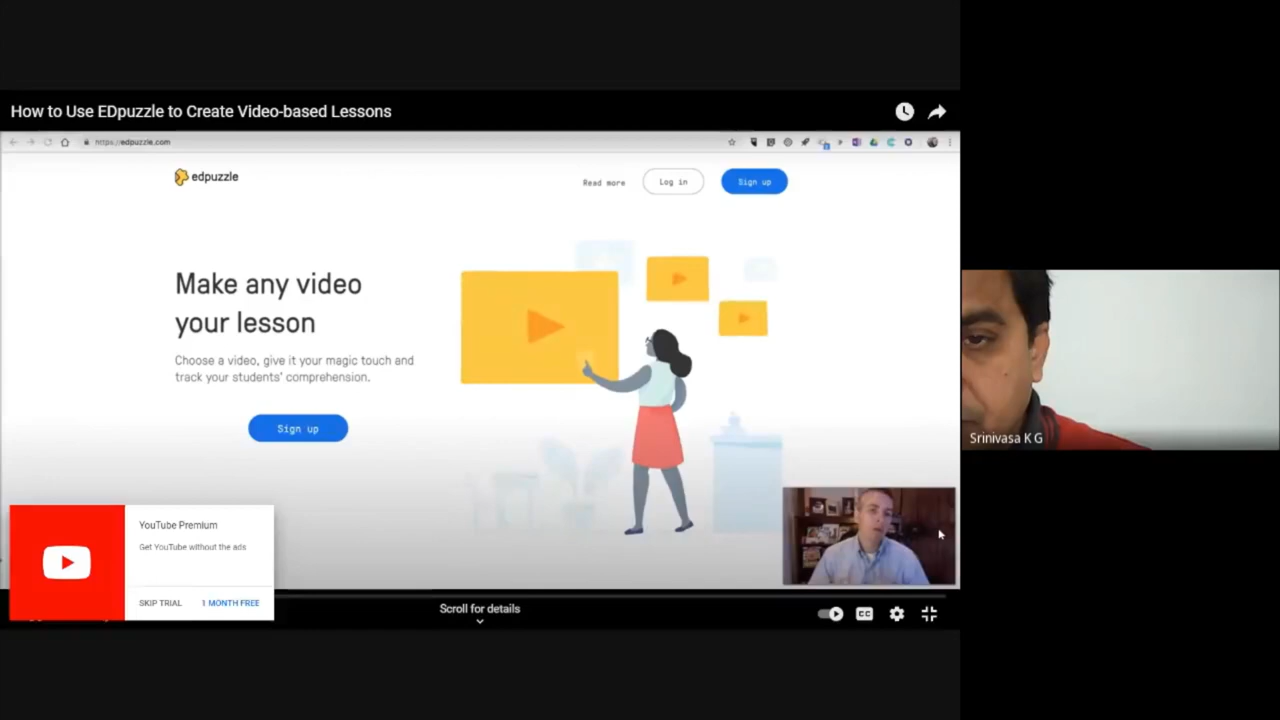 How to Use EDpuzzle to Create Video-based Lessons
https://edpuzzle.com
edpuzzle
Read more
Log in
Sign up
Make any video
your lesson
Choose a video, give it your magic touch and
track your students' comprehension.
Sign up
Srinivasa K G
YouTube Premium
Get YouTube without the ads
SKIP TRIAL
1 MONTH FREE
Scroll for details
CC